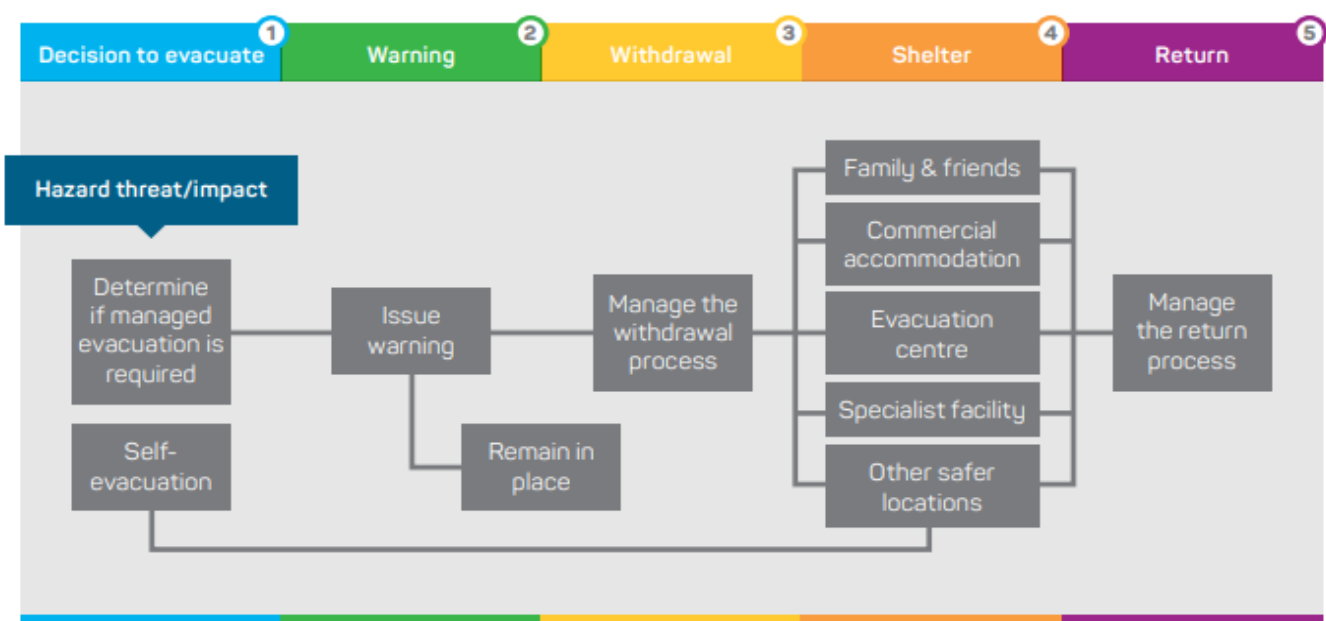 1
2
3
4
5
Decision to evacuate
Warning
Withdrawal
Shelter
Return
Hazard threat/impact
Determine
if managed
evacuation is
required
Self-
evacuation
Issue
warning
Remain in
place
Manage the
withdrawal
process
Family & friends
Commercial
accommodation
Evacuation
centre
Specialist facility
Other safer
locations
Manage
the return
process